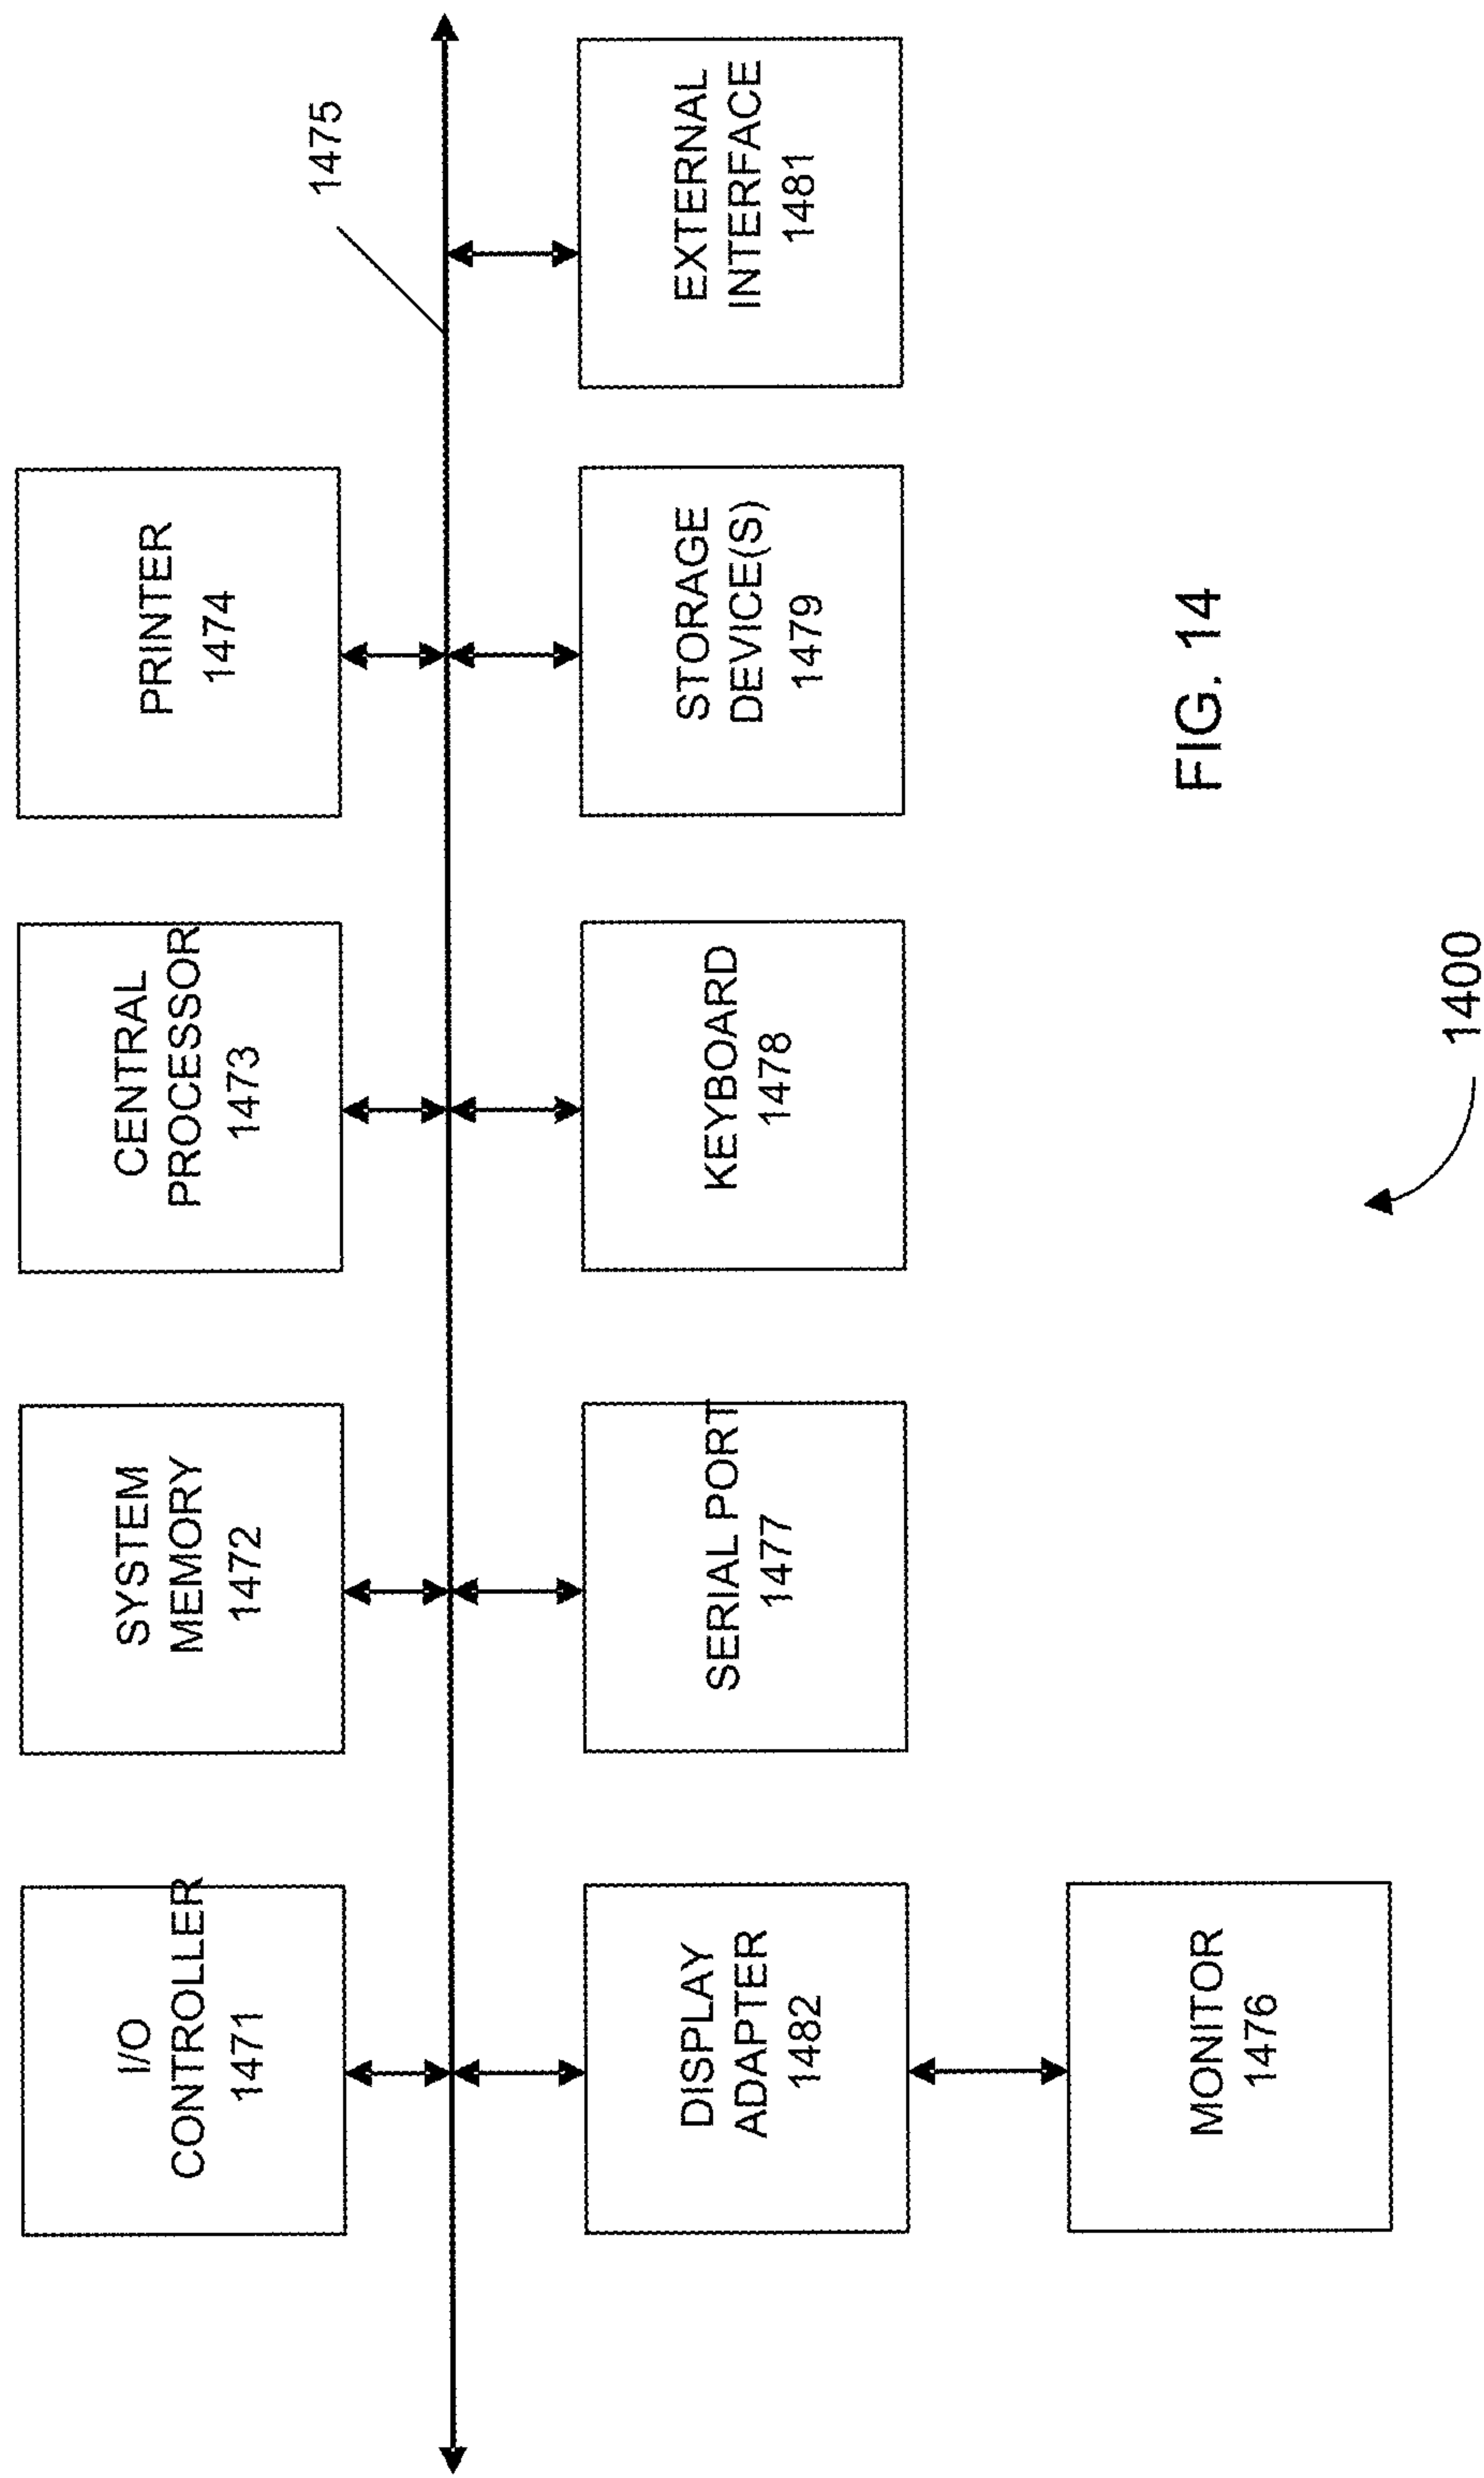 I/O
CONTROLLER
1471
SYSTEM
MEMORY
1472
CENTRAL
PROCESSOR
1473
PRINTER
1474
1475
DISPLAY
ADAPTER
1482
SERIAL PORT
1477
KEYBOARD
1478
STORAGE
DEVICE(S)
1479
EXTERNAL
INTERFACE
1481
MONITOR
1476
FIG. 14
1400